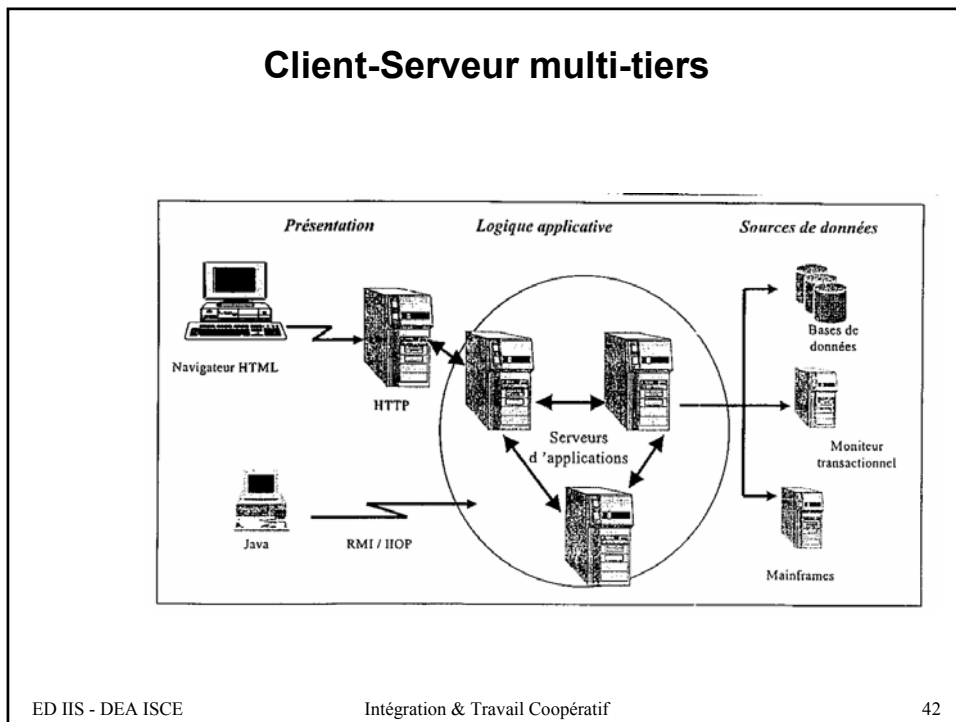 Client-Serveur multi-tiers
Présentation
Logique applicative
Sources de données
Navigateur HTML
HTTP
Bases de
données
Serveurs
d 'applications
Moniteur
transactionnel
Java
RMI / IIOP
Mainframes
ED IIS - DEA ISCE
Intégration & Travail Coopératif
42